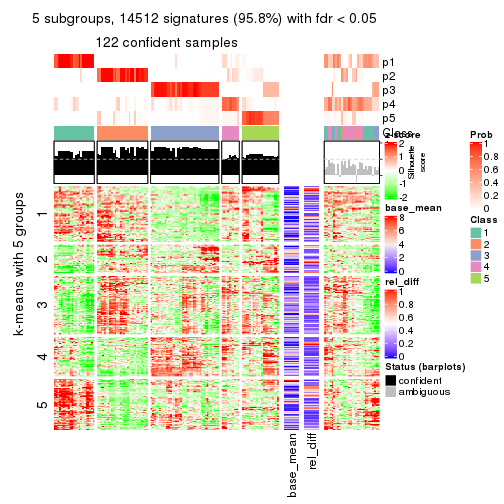 5 subgroups, 14512 signatures (95.8%) with fdr < 0.05
122 confident samples
p1
p2
p3
p4
p5
Class
z-score
2
1
0
-1
-2
Silhouette
score
Prob
1
0.8
0.6
0.4
0.2
0
base_mean
8
6
4
2
0
Class
1
2
3
4
5
rel_diff
1
0.8
0.6
0.4
0.2
0
Status (barplots)
confident
ambiguous
k-means with 5 groups
1
2
3
4
5
base_mean
rel_diff